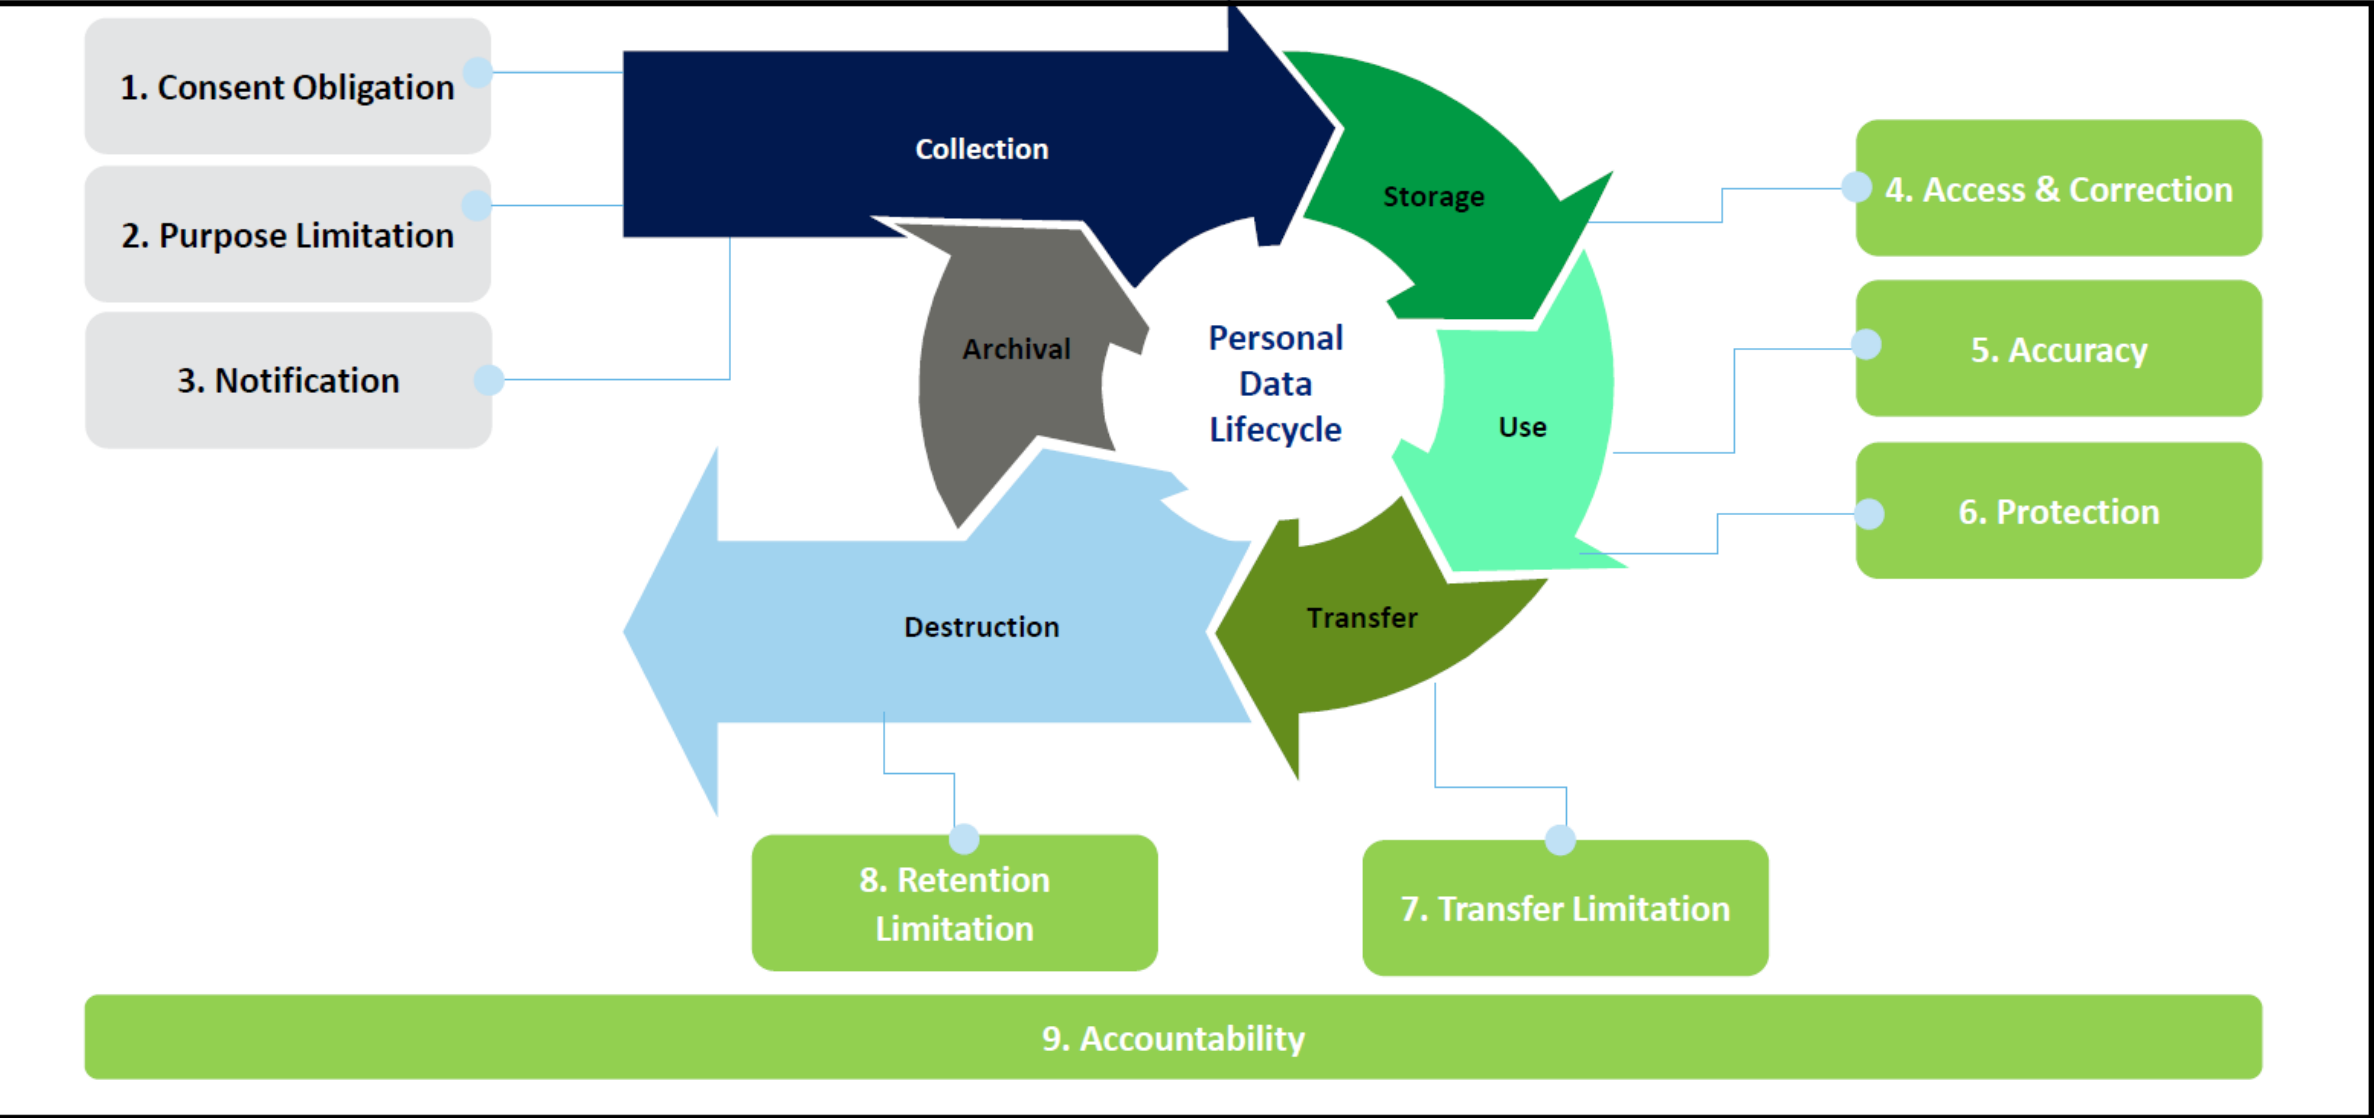 1. Consent Obligation
2. Purpose Limitation
3. Notification
Collection
Storage
Use
Transfer
Destruction
Archival
Personal
Data
Lifecycle
4. Access & Correction
5. Accuracy
6. Protection
7. Transfer Limitation
8. Retention
Limitation
9. Accountability